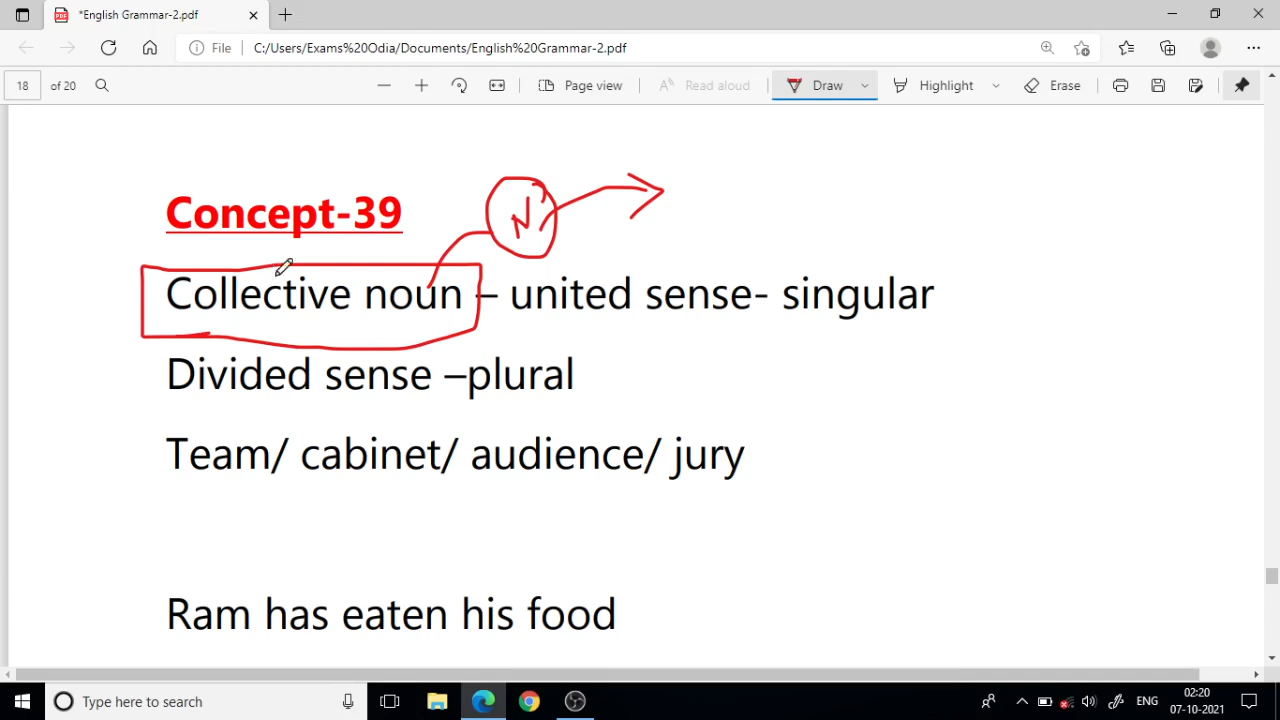 *English Grammar-2.pdf
File C:/Users/Exams%20Odia/Documents/English%20Grammar-2.pdf
18 of 20 Page view Read aloud Draw Highlight Erase
Concept-39
N
Collective noun – united sense- singular
Divided sense –plural
Team/ cabinet/ audience/ jury
Ram has eaten his food
Type here to search ENG 02:20
07-10-2021